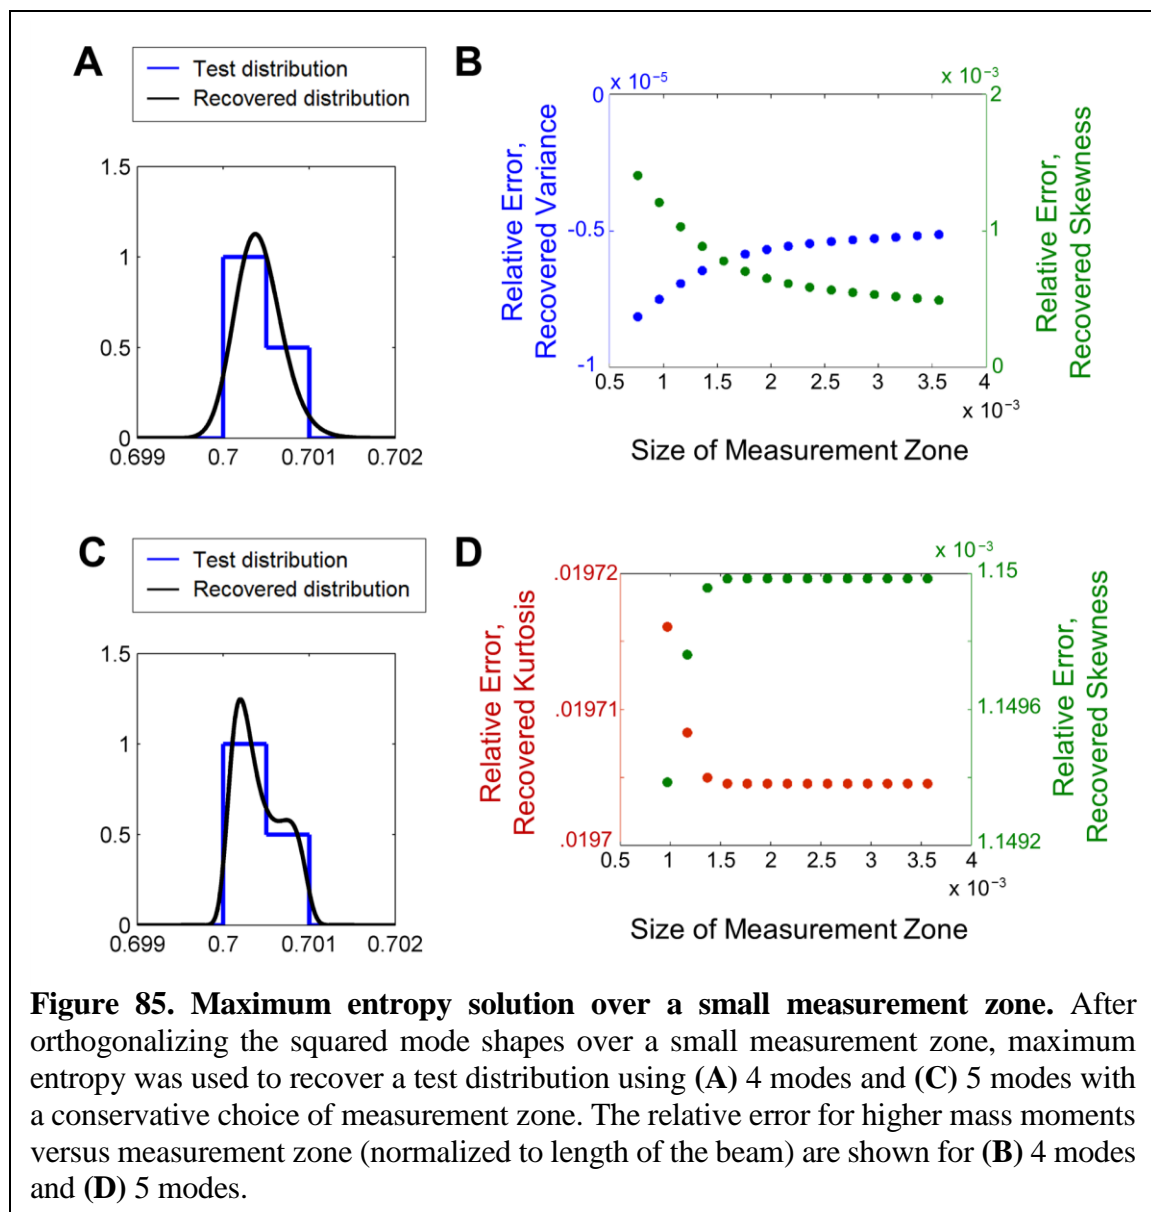 A
Test distribution
Recovered distribution
1.5
1
0.5
0
0.699
0.7
0.701
0.702
B
x 10⁻⁵
x 10⁻³
0
-0.5
-1
Relative Error,
Recovered Variance
2
1
0
Relative Error,
Recovered Skewness
0.5
1
1.5
2
2.5
3
3.5
4
x 10⁻³
Size of Measurement Zone
C
Test distribution
Recovered distribution
1.5
1
0.5
0
0.699
0.7
0.701
0.702
D
x 10⁻³
.01972
.01971
.0197
Relative Error,
Recovered Kurtosis
1.15
1.1496
1.1492
Relative Error,
Recovered Skewness
0.5
1
1.5
2
2.5
3
3.5
4
x 10⁻³
Size of Measurement Zone
Figure 85. Maximum entropy solution over a small measurement zone. After
orthogonalizing the squared mode shapes over a small measurement zone, maximum
entropy was used to recover a test distribution using (A) 4 modes and (C) 5 modes with
a conservative choice of measurement zone. The relative error for higher mass moments
versus measurement zone (normalized to length of the beam) are shown for (B) 4 modes
and (D) 5 modes.